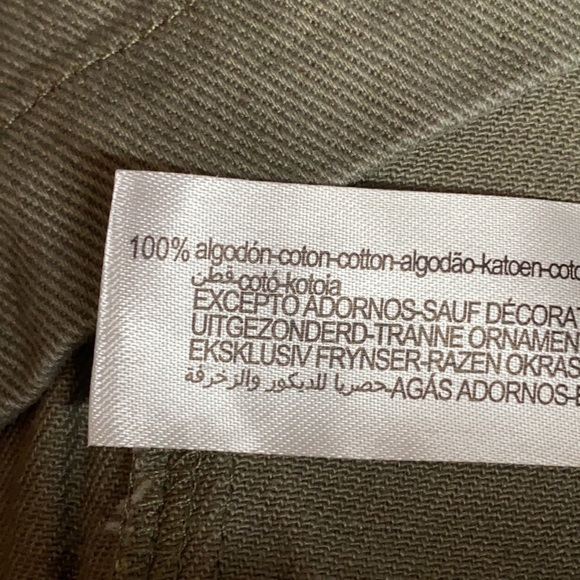 100% algodón-coton-cotton-algodão-katoen-coto
قطن-cotó-kotoia
EXCEPTO ADORNOS-SAUF DÉCORAT
UITGEZONDERD-TRANNE ORNAMEN
EKSKLUSIV FRYNSER-RAZEN OKRAS
حصريا للديكور والزخرفة-AGÁS ADORNOS-E